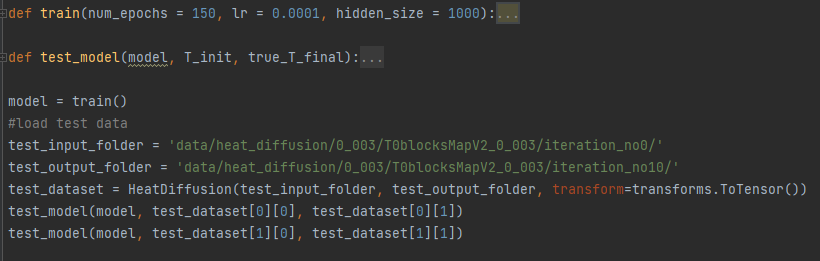 def train(num_epochs = 150, lr = 0.0001, hidden_size = 1000):...
def test_model(model, T_init, true_T_final):...
model = train()
#load test data
test_input_folder = 'data/heat_diffusion/0_003/T0blocksMapV2_0_003/iteration_no0/'
test_output_folder = 'data/heat_diffusion/0_003/T0blocksMapV2_0_003/iteration_no10/'
test_dataset = HeatDiffusion(test_input_folder, test_output_folder, transform=transforms.ToTensor())
test_model(model, test_dataset[0][0], test_dataset[0][1])
test_model(model, test_dataset[1][0], test_dataset[1][1])